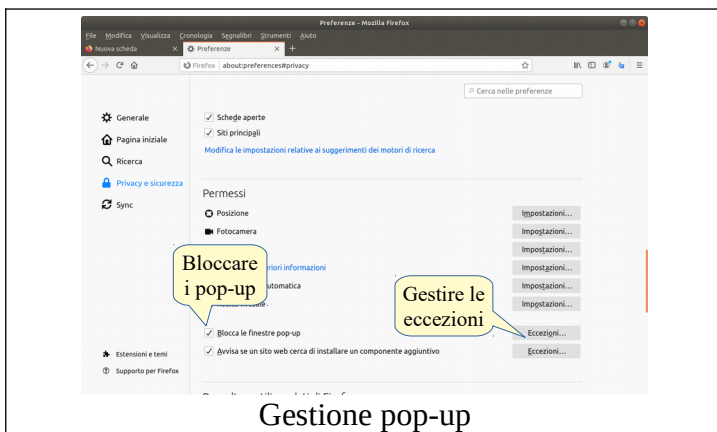 Preferenze - Mozilla Firefox
File Modifica Visualizza Cronologia Segnalibri Strumenti Aiuto
Nuova scheda × Preferenze × +
Firefox about:preferences#privacy
Cerca nelle preferenze
Generale
Pagina iniziale
Ricerca
Privacy e sicurezza
Sync
Schede aperte
Siti principali
Modifica le impostazioni relative ai suggerimenti dei motori di ricerca
Permessi
Posizione Impostazioni...
Fotocamera Impostazioni...
Impostazioni...
informazioni Impostazioni...
Impostazioni...
Impostazioni...
Bloccare
i pop-up
Gestire le
eccezioni
Blocca le finestre pop-up Eccezioni...
Avvisa se un sito web cerca di installare un componente aggiuntivo Eccezioni...
Estensioni e temi
Supporto per Firefox
Gestione pop-up